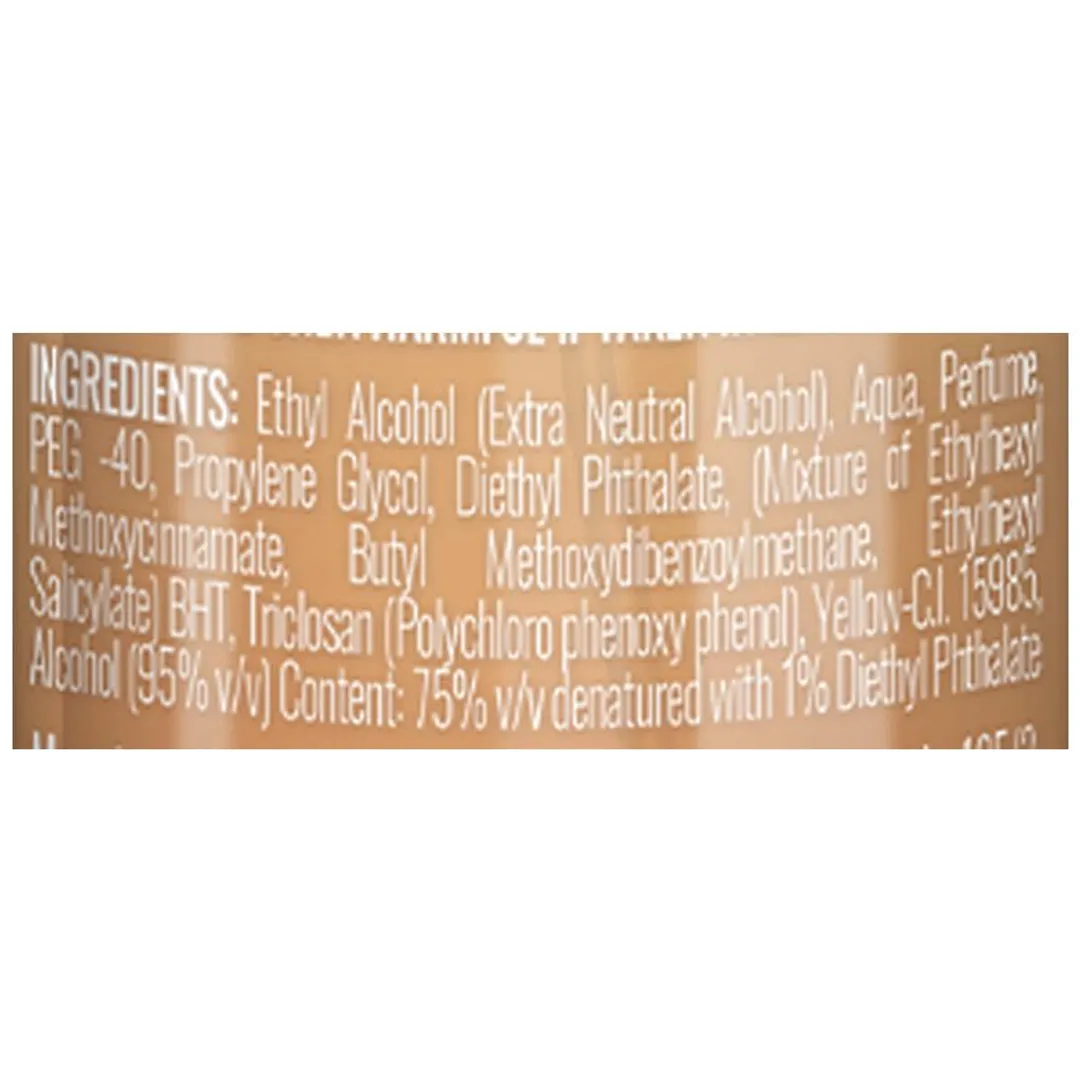 INGREDIENTS: Ethyl Alcohol (Extra Neutral Alcohol), Aqua, Perfume,
PEG -40, Propylene Glycol, Diethyl Phthalate, (Mixture of Ethylhexyl
Methoxycinnamate, Butyl Methoxydibenzoylmethane, Ethylhexyl
Salicylate) BHT, Triclosan (Polychloro phenoxy phenol), Yellow-C.I. 15985,
Alcohol (95% v/v) Content: 75% v/v denatured with 1% Diethyl Phthalate